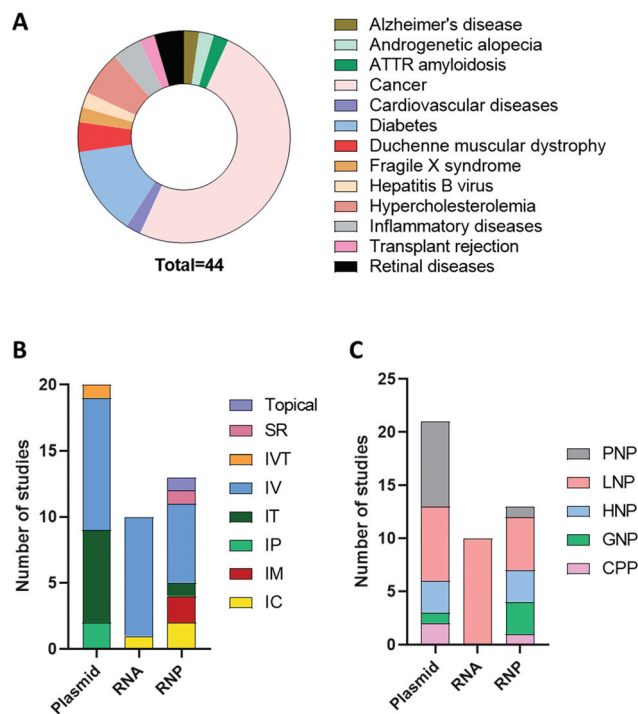 A
Alzheimer's disease
Androgenetic alopecia
ATTR amyloidosis
Cancer
Cardiovascular diseases
Diabetes
Duchenne muscular dystrophy
Fragile X syndrome
Hepatitis B virus
Hypercholesterolemia
Inflammatory diseases
Transplant rejection
Retinal diseases
Total=44
B
Number of studies
20
15
10
5
0
Plasmid
RNA
RNP
Topical
SR
IVT
IV
IT
IP
IM
IC
C
Number of studies
25
20
15
10
5
0
Plasmid
RNA
RNP
PNP
LNP
HNP
GNP
CPP